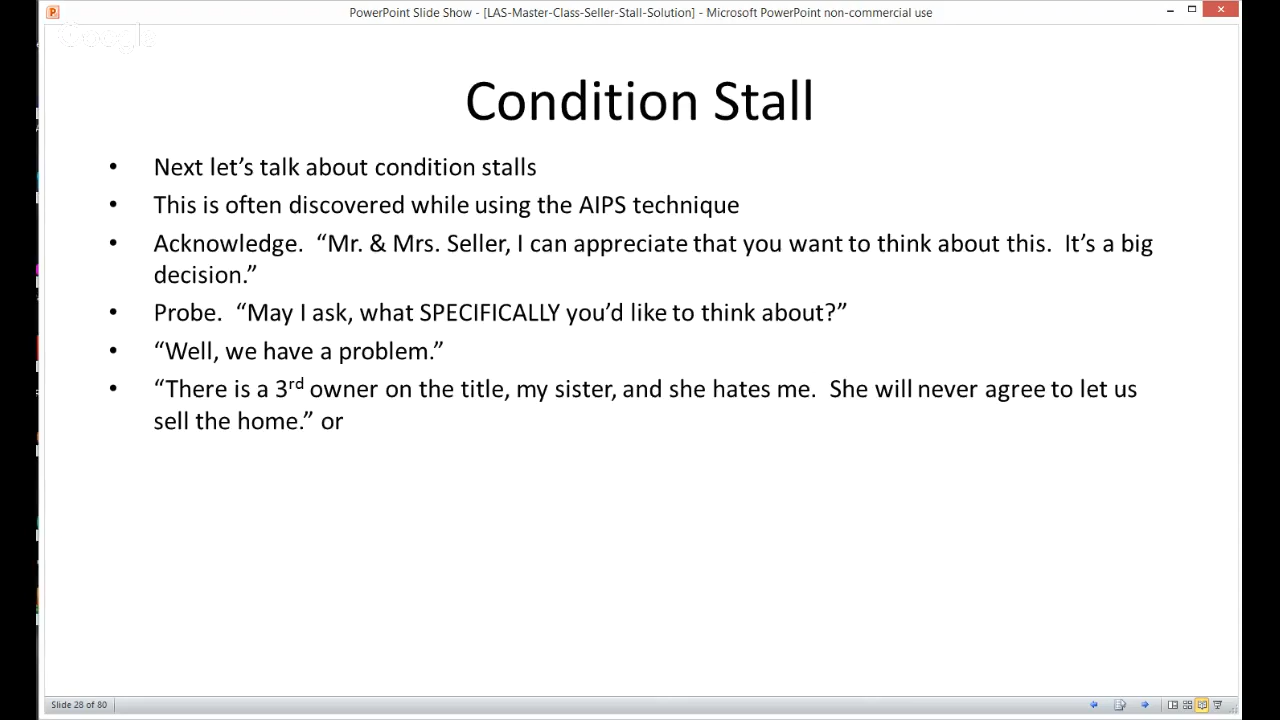 PowerPoint Slide Show - [LAS-Master-Class-Seller-Stall-Solution] - Microsoft PowerPoint non-commercial use
Google
Condition Stall
• Next let’s talk about condition stalls
• This is often discovered while using the AIPS technique
• Acknowledge.  “Mr. & Mrs. Seller, I can appreciate that you want to think about this.  It’s a big
decision.”
• Probe.  “May I ask, what SPECIFICALLY you’d like to think about?”
• “Well, we have a problem.”
• “There is a 3rd owner on the title, my sister, and she hates me.  She will never agree to let us
sell the home.” or
Slide 28 of 80